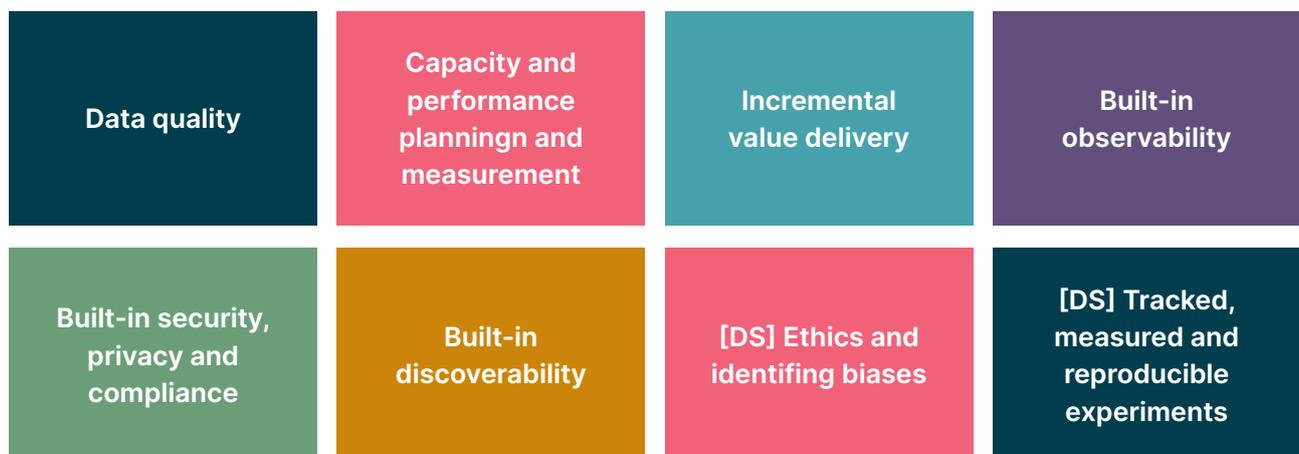 Data quality
Capacity and
performance
planningn and
measurement
Incremental
value delivery
Built-in
observability
Built-in security,
privacy and
compliance
Built-in
discoverability
[DS] Ethics and
identifing biases
[DS] Tracked,
measured and
reproducible
experiments